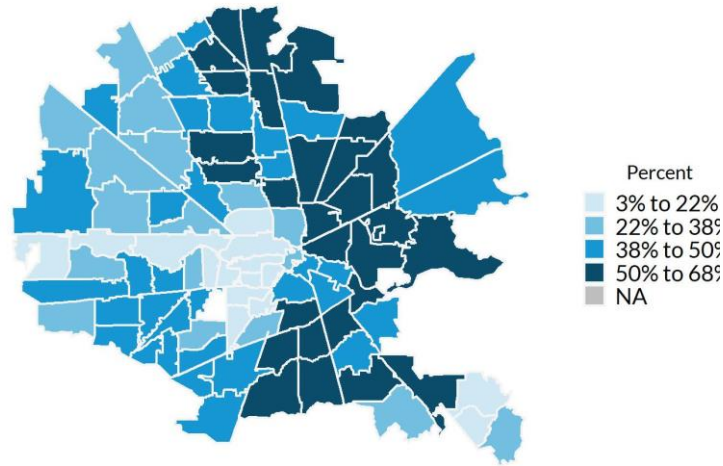 Percent
3% to 22%
22% to 38%
38% to 50%
50% to 68%
NA